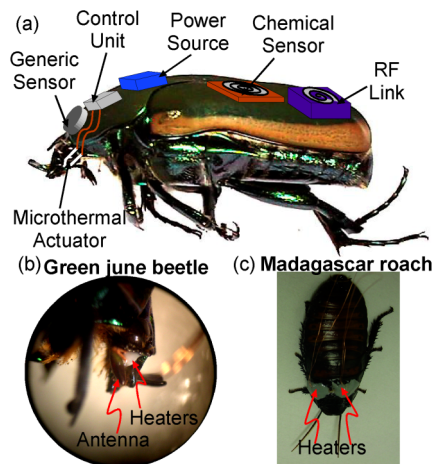 (a)
Control
Unit
Power
Source
Chemical
Sensor
Generic
Sensor
RF
Link
Microthermal
Actuator
(b) Green june beetle
(c) Madagascar roach
Antenna
Heaters
Heaters